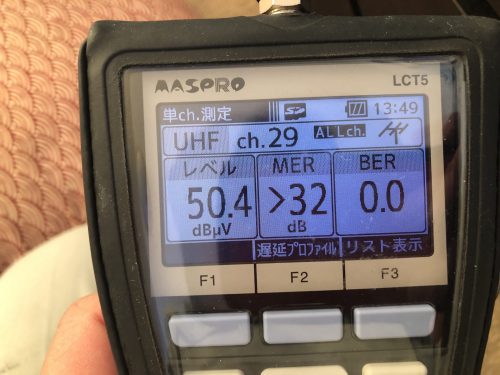 MASPRO LCT5
単ch.測定 SD 13:49
UHF ch.29 ALLch.
レベル MER BER
50.4 >32 0.0
dBμV dB
遅延プロファイル リスト表示
F1 F2 F3